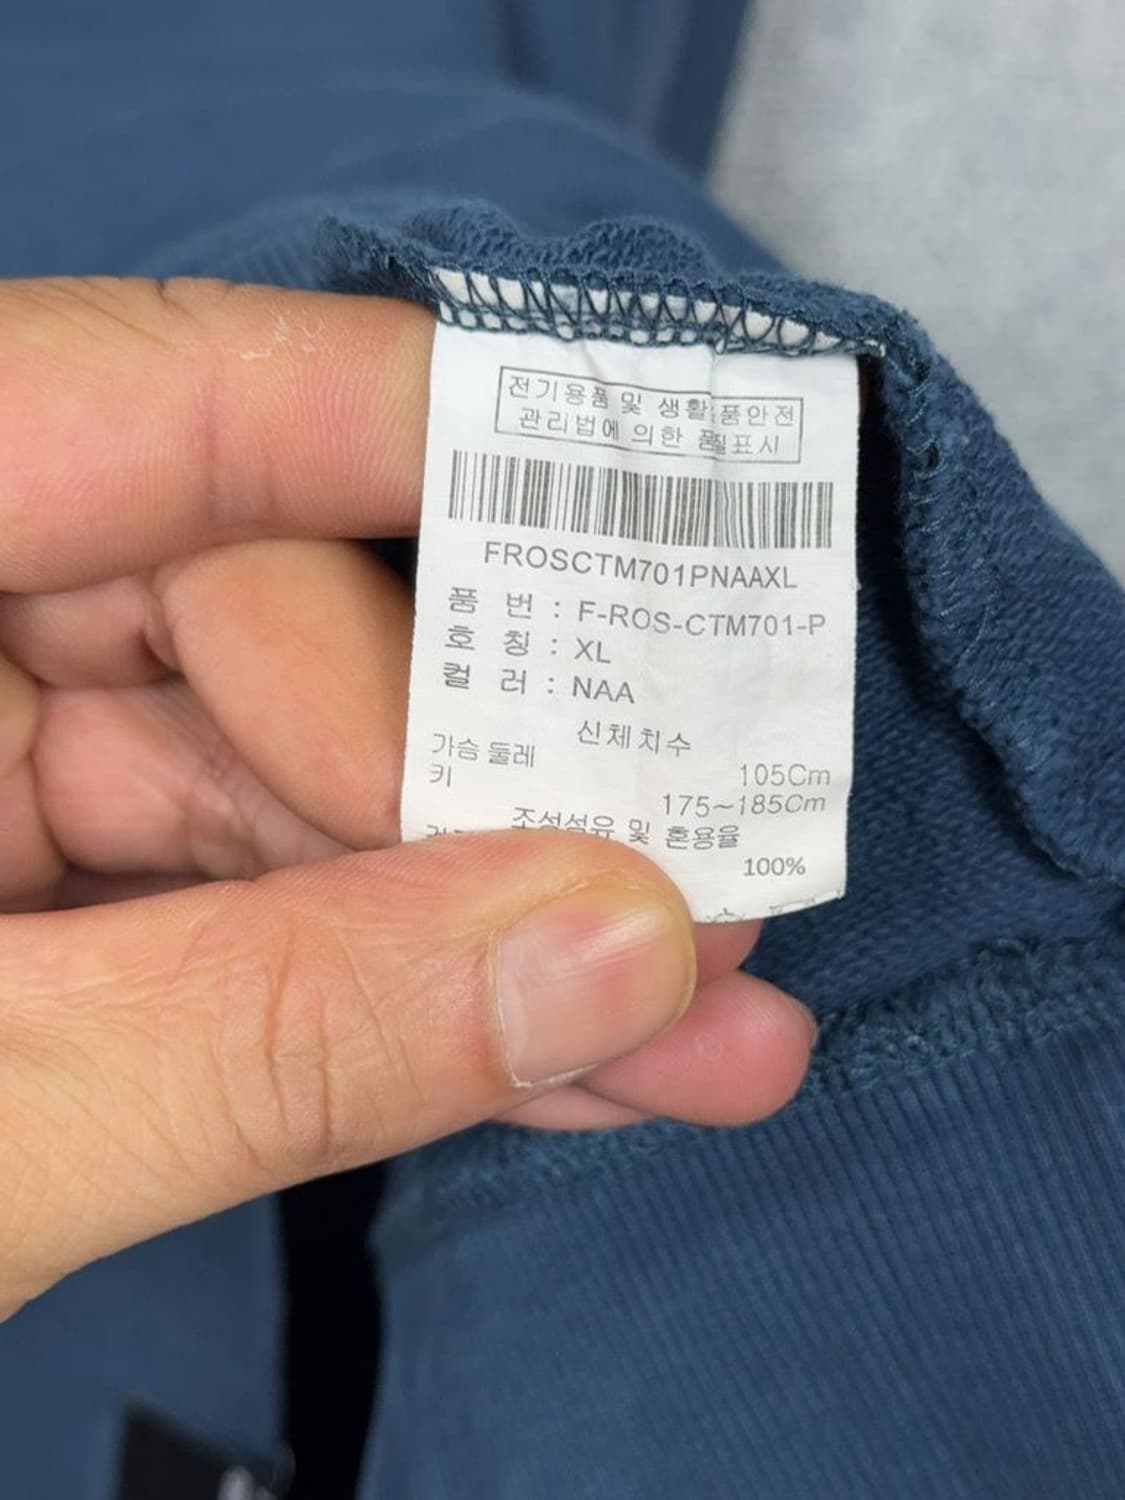 전기용품 및 생활용품안전
관리법에 의한 품질표시
FROSCTM701PNAAXL
품 번 : F-ROS-CTM701-P
호 칭 : XL
컬 러 : NAA
신체치수
가슴둘레 105Cm
키 175~185Cm
조성섬유 및 혼용율
100%